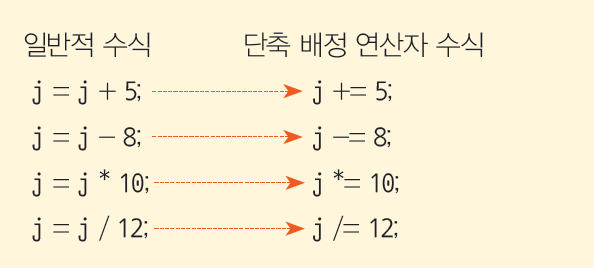 일반적 수식 단축 배정 연산자 수식
j = j + 5; j += 5;
j = j – 8; j –= 8;
j = j * 10; j *= 10;
j = j / 12; j /= 12;